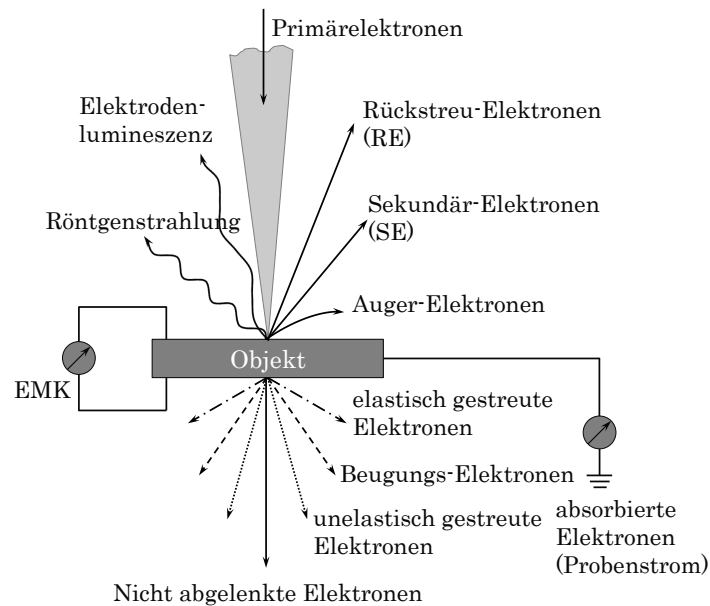 Primärelektronen
Elektroden-
lumineszenz
Rückstreu-Elektronen
(RE)
Röntgenstrahlung
Sekundär-Elektronen
(SE)
Auger-Elektronen
Objekt
EMK
elastisch gestreute
Elektronen
Beugungs-Elektronen
unelastisch gestreute
Elektronen
absorbierte
Elektronen
(Probenstrom)
Nicht abgelenkte Elektronen